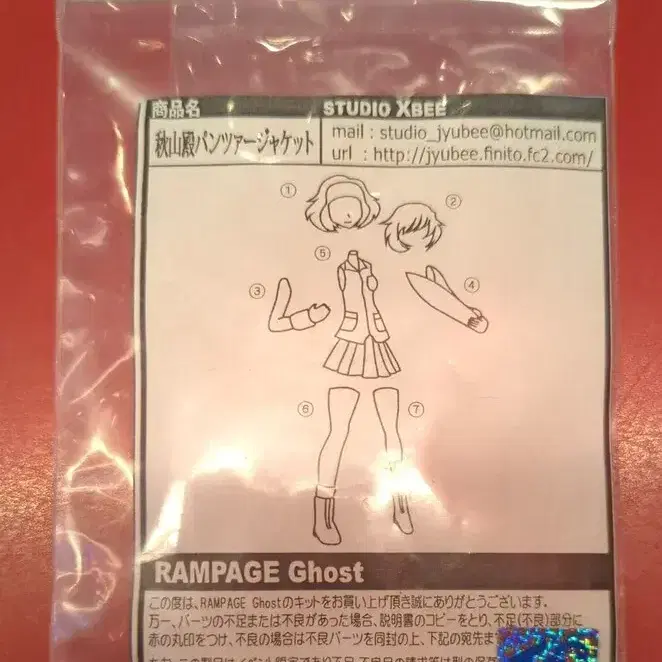 商品名
STUDIO XBEE
秋山殿パンツァージャケット
mail : studio_jyubee@hotmail.com
url : http://jyubee.finito.fc2.com/
①
②
⑤
③
④
⑥
⑦
RAMPAGE Ghost
この度は、RAMPAGE Ghostのキットをお買い上げ頂き誠にありがとうございます。
万一、パーツの不足または不良があった場合、説明書のコピーをとり、不足(不良)部分に
赤の丸印をつけ、不良の場合は不良パーツを同封の上、下記の宛先ま